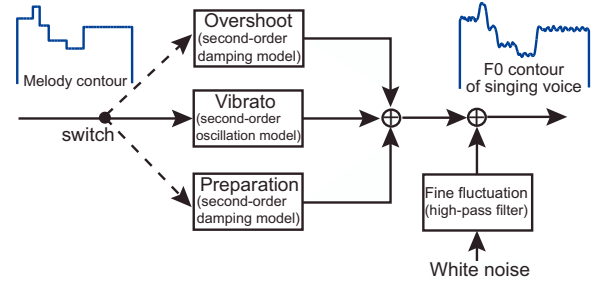 Melody contour
switch
Overshoot
(second-order
damping model)
Vibrato
(second-order
oscillation model)
Preparation
(second-order
damping model)
F0 contour
of singing voice
Fine fluctuation
(high-pass filter)
White noise